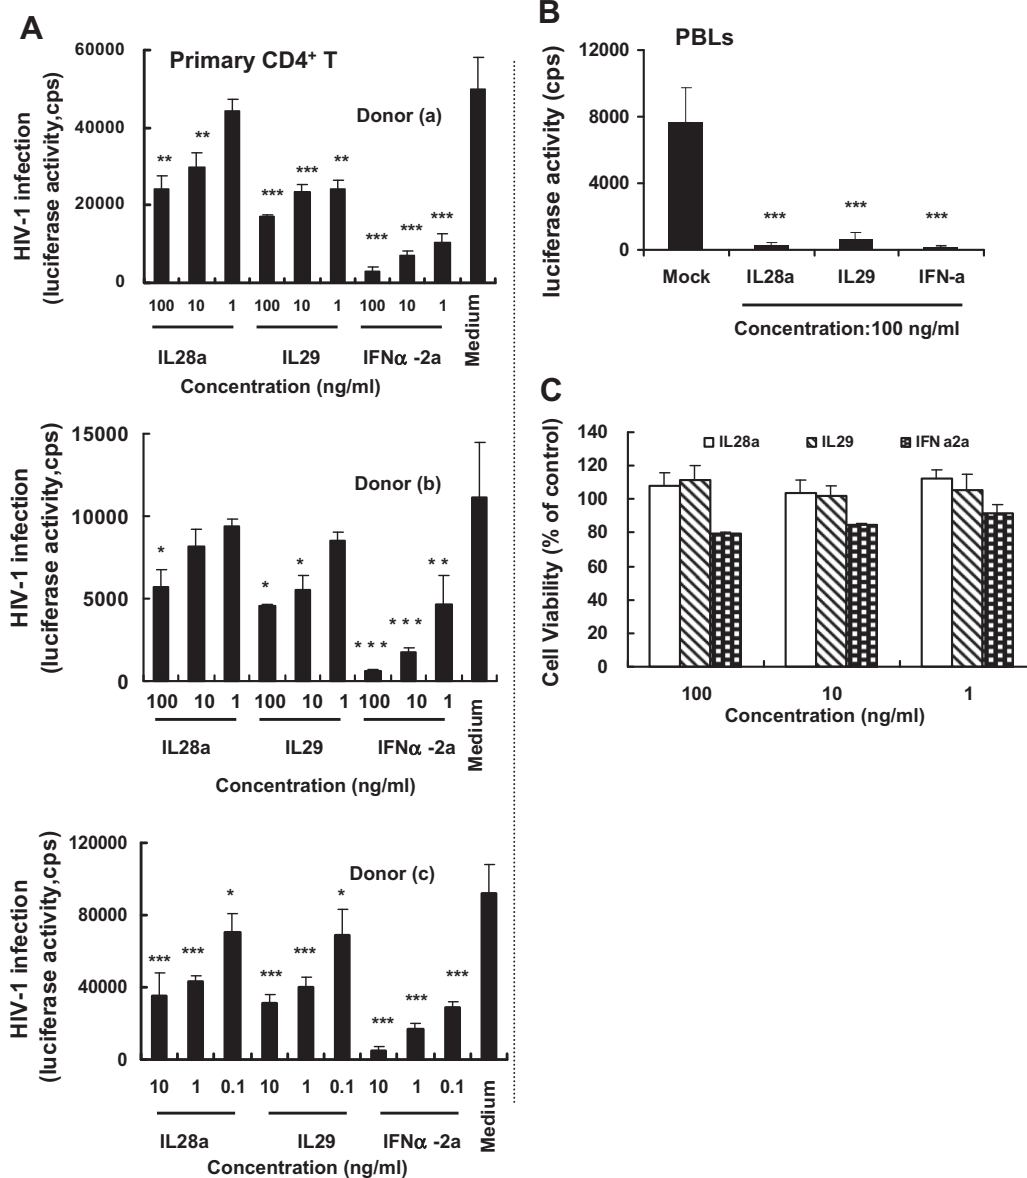 A
Primary CD4+ T
Donor (a)
HIV-1 infection
(luciferase activity,cps)
60000
40000
20000
0
** ** *** *** ** *** *** ***
100 10 1 100 10 1 100 10 1 Medium
IL28a IL29 IFNα -2a
Concentration (ng/ml)
Donor (b)
HIV-1 infection
(luciferase activity,cps)
15000
10000
5000
0
* * * * * * * * * * *
100 10 1 100 10 1 100 10 1 Medium
IL28a IL29 IFNα -2a
Concentration (ng/ml)
Donor (c)
HIV-1 infection
(luciferase activity,cps)
120000
80000
40000
0
*** *** * *** *** * *** *** ***
10 1 0.1 10 1 0.1 10 1 0.1 Medium
IL28a IL29 IFNα -2a
Concentration (ng/ml)
B
PBLs
luciferase activity (cps)
12000
8000
4000
0
*** *** ***
Mock IL28a IL29 IFN-a
Concentration:100 ng/ml
C
Cell Viability (% of control)
140
120
100
80
60
40
20
0
IL28a IL29 IFN a2a
100 10 1
Concentration (ng/ml)